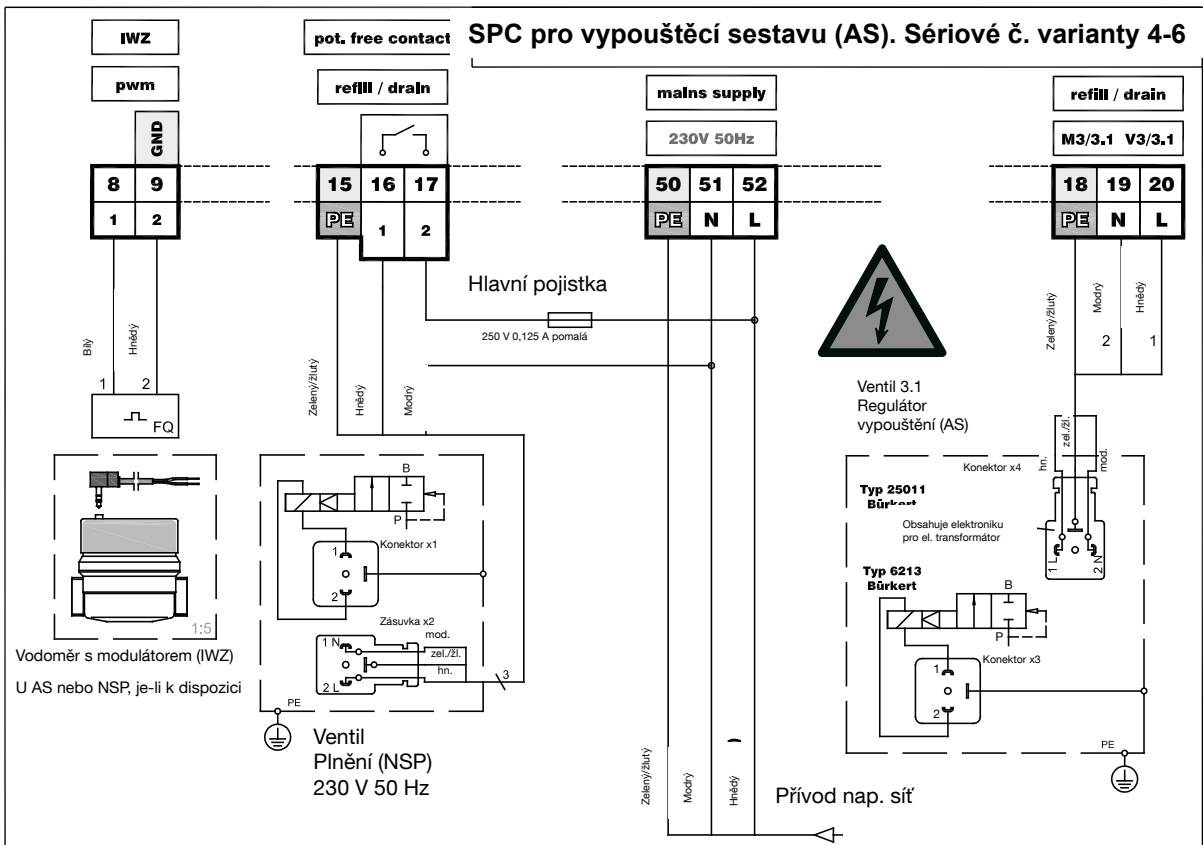 SPC pro vypouštěcí sestavu (AS). Sériové č. varianty 4-6
IWZ
pwm
GND
8 9
1 2
Bílý
Hnědý
1 2
FQ
1:5
Vodoměr s modulátorem (IWZ)
U AS nebo NSP, je-li k dispozici
pot. free contact
refill / drain
15 16 17
PE 1 2
Zelený/žlutý
Hnědý
Modrý
Hlavní pojistka
250 V 0,125 A pomalá
B
P
Konektor x1
1
2
Zásuvka x2
mod.
1 N
zel./žl.
hn.
2 L
3
PE
Ventil
Plnění (NSP)
230 V 50 Hz
mains supply
230V 50Hz
50 51 52
PE N L
Zelený/žlutý
Modrý
Hnědý
Přívod nap. síť
refill / drain
M3/3.1 V3/3.1
18 19 20
PE N L
Zelený/žlutý
Modrý
Hnědý
2 1
Ventil 3.1
Regulátor
vypouštění (AS)
hn.
zel./žl.
mod.
Konektor x4
Typ 25011
Bürkert
Obsahuje elektroniku
pro el. transformátor
1 L
2 N
Typ 6213
Bürkert
B
P
Konektor x3
1
2
PE